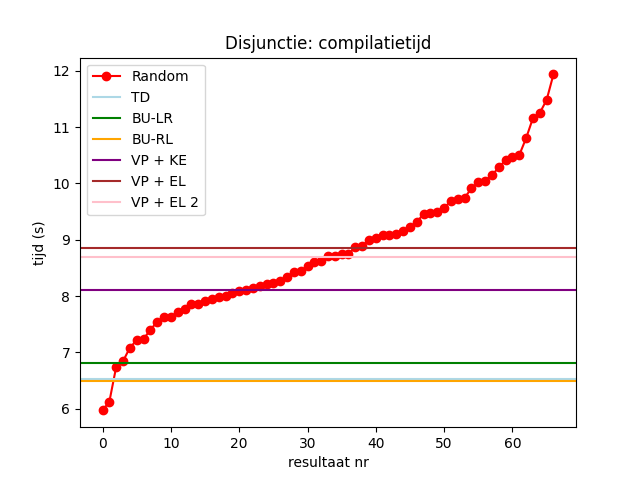 Disjunctie: compilatietijd
Random
TD
BU-LR
BU-RL
VP + KE
VP + EL
VP + EL 2
tijd (s)
12
11
10
9
8
7
6
0
10
20
30
40
50
60
resultaat nr